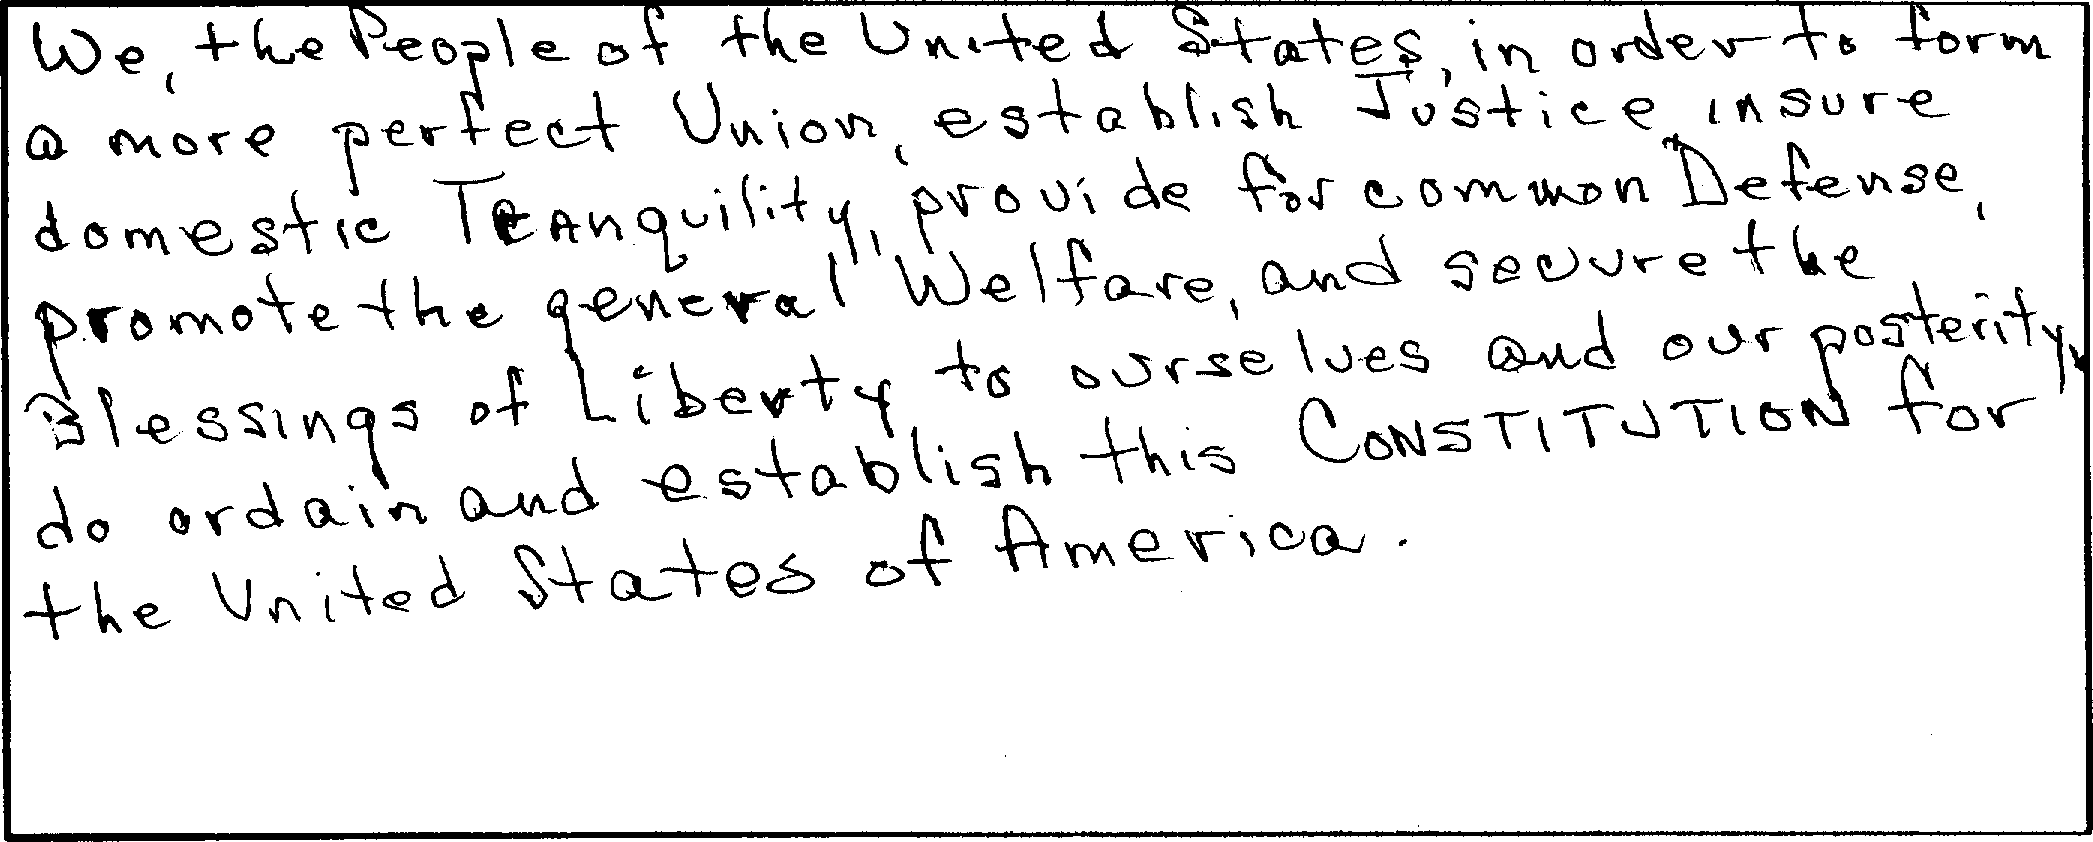 We, the People of the United States, in order to form
a more perfect Union, establish Justice, insure
domestic Tranquility, provide for common Defense,
promote the general Welfare, and secure the
Blessings of Liberty to ourselves and our posterity,
do ordain and establish this CONSTITUTION for
the United States of America.